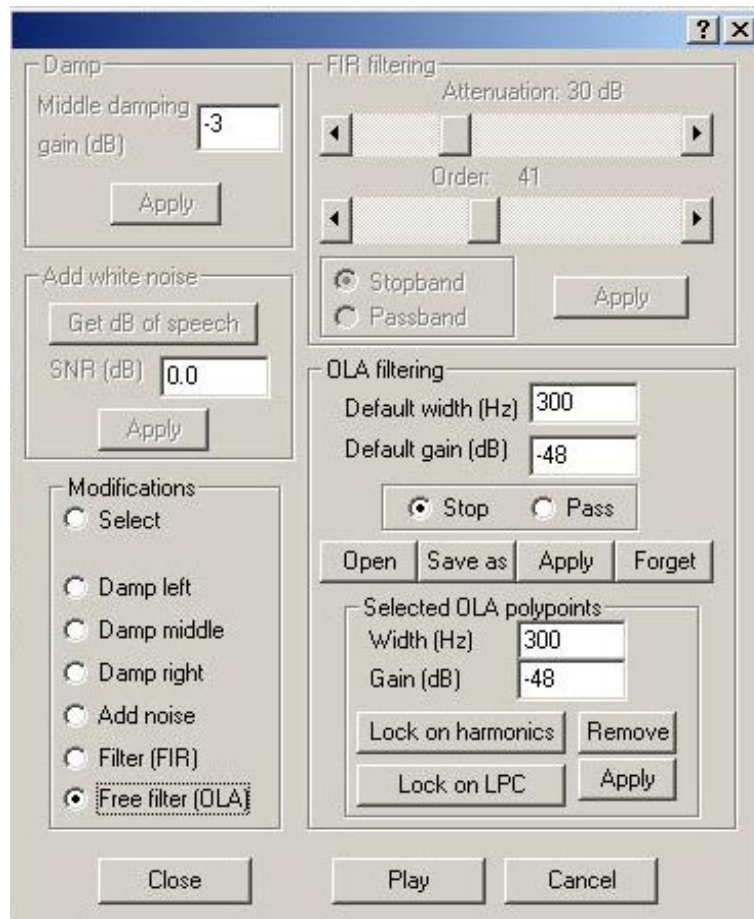 Damp
Middle damping
gain (dB)
-3
Apply
Add white noise
Get dB of speech
SNR (dB)
0.0
Apply
Modifications
Select
Damp left
Damp middle
Damp right
Add noise
Filter (FIR)
Free filter (OLA)
FIR filtering
Attenuation: 30 dB
Order: 41
Stopband
Passband
Apply
OLA filtering
Default width (Hz) 300
Default gain (dB) -48
Stop Pass
Open Save as Apply Forget
Selected OLA polypoints
Width (Hz) 300
Gain (dB) -48
Lock on harmonics Remove
Lock on LPC Apply
Close Play Cancel